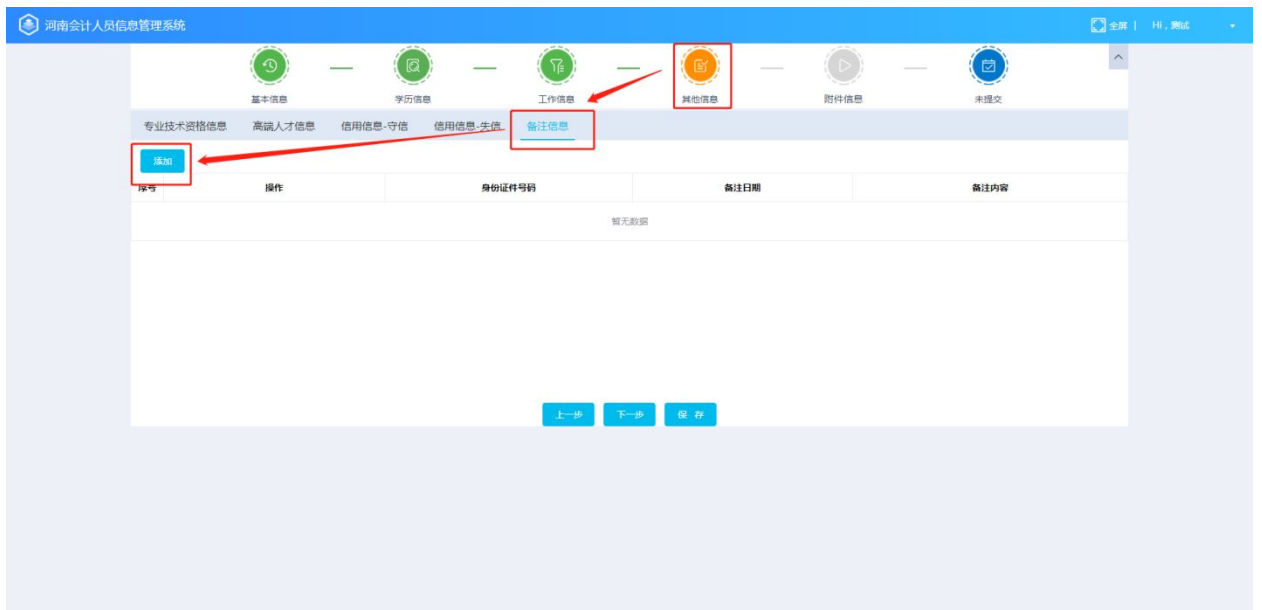 河南会计人员信息管理系统
全屏 | Hi , 测试
基本信息 学历信息 工作信息 其他信息 附件信息 未提交
专业技术资格信息 高端人才信息 信用信息-守信 信用信息-失信 备注信息
添加
序号 操作 身份证件号码 备注日期 备注内容
暂无数据
上一步 下一步 保 存